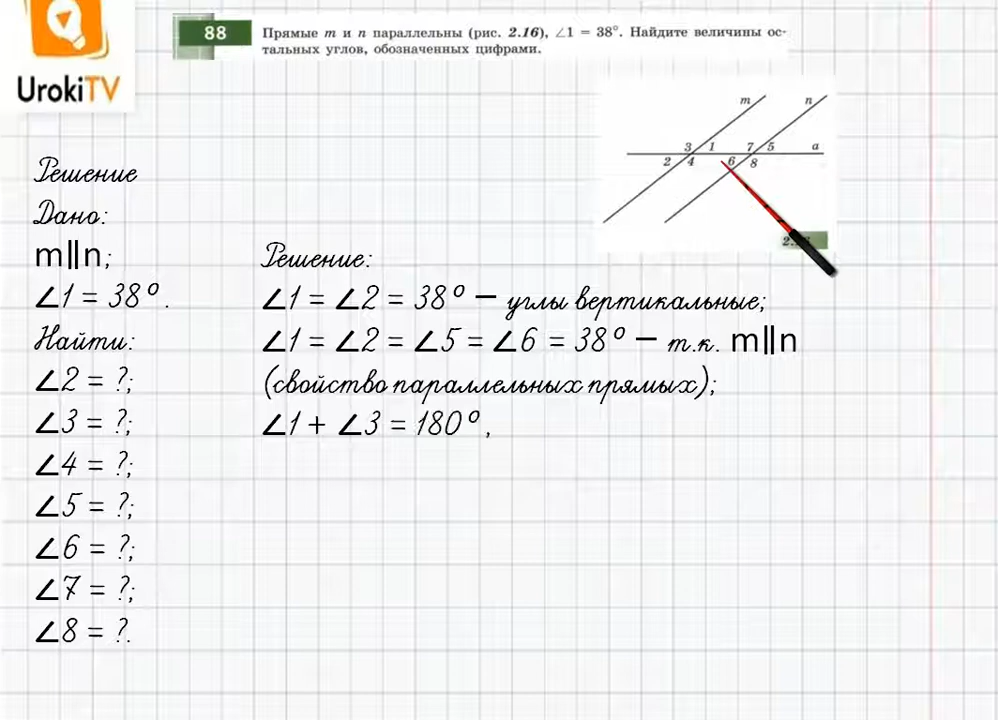 UrokiTV
88 Прямые m и n параллельны (рис. 2.16), ∠1 = 38°. Найдите величины ос-
тальных углов, обозначенных цифрами.
m n
3 1 7 5 a
2 4 6 8
Решение
Дано:
m||n;
∠1 = 38°.
Найти:
∠2 = ?;
∠3 = ?;
∠4 = ?;
∠5 = ?;
∠6 = ?;
∠7 = ?;
∠8 = ?.
Решение:
∠1 = ∠2 = 38° – углы вертикальные;
∠1 = ∠2 = ∠5 = ∠6 = 38° – т.к. m||n
(свойство параллельных прямых);
∠1 + ∠3 = 180°,